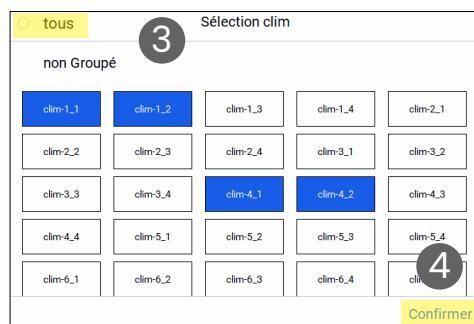 tous Sélection clim
3
non Groupé
clim-1_1 clim-1_2 clim-1_3 clim-1_4 clim-2_1
clim-2_2 clim-2_3 clim-2_4 clim-3_1 clim-3_2
clim-3_3 clim-3_4 clim-4_1 clim-4_2 clim-4_3
clim-4_4 clim-5_1 clim-5_2 clim-5_3 clim-5_4
4
clim-6_1 clim-6_2 clim-6_3 clim-6_4
Confirmer